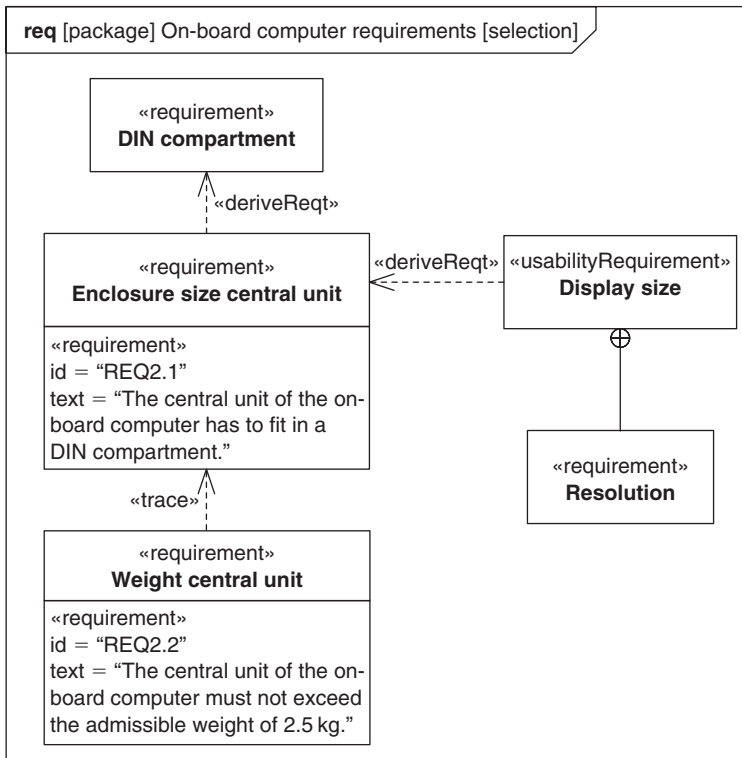 req [package] On-board computer requirements [selection]
«requirement»
DIN compartment
«deriveReqt»
«requirement»
Enclosure size central unit
«requirement»
id = “REQ2.1”
text = “The central unit of the on-
board computer has to fit in a
DIN compartment.”
«deriveReqt»
«usabilityRequirement»
Display size
«requirement»
Resolution
«trace»
«requirement»
Weight central unit
«requirement»
id = “REQ2.2”
text = “The central unit of the on-
board computer must not exceed
the admissible weight of 2.5 kg.”